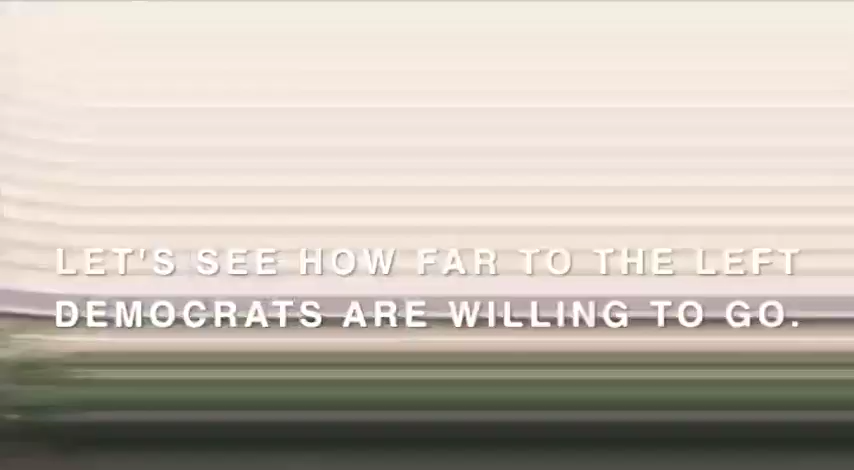 LET'S SEE HOW FAR TO THE LEFT
DEMOCRATS ARE WILLING TO GO.